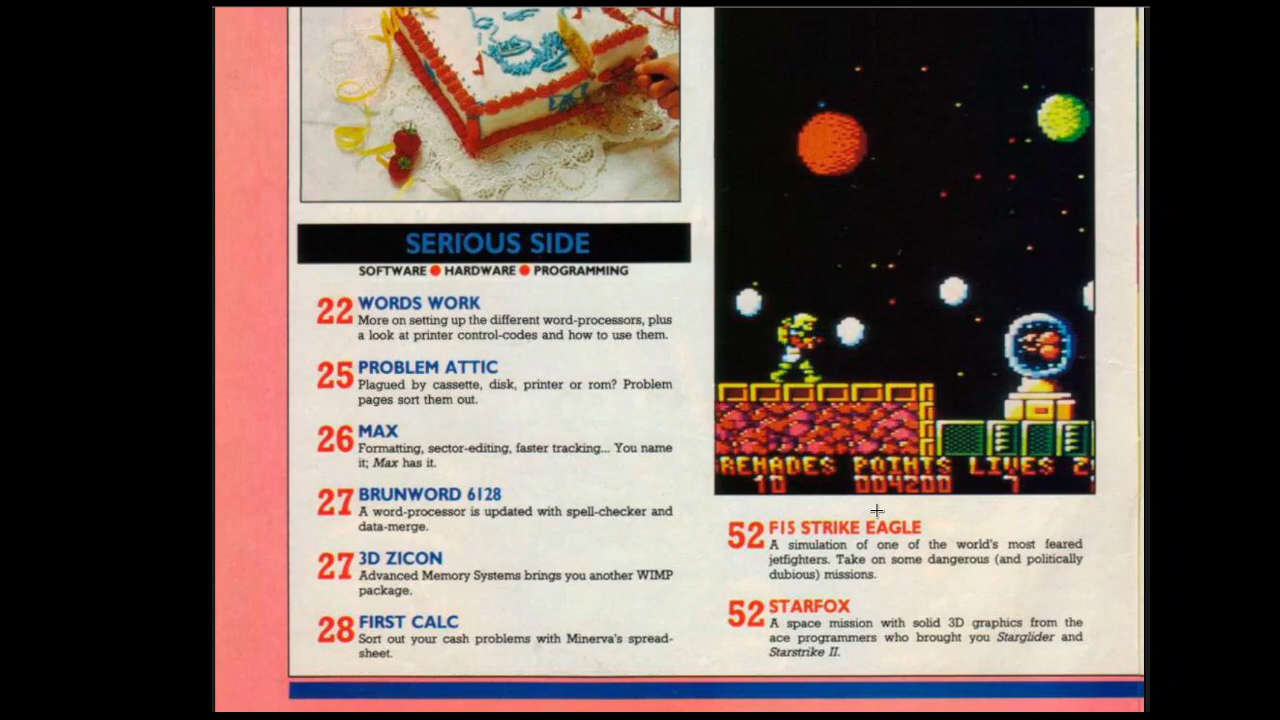 SERIOUS SIDE
SOFTWARE ● HARDWARE ● PROGRAMMING
22 WORDS WORK
More on setting up the different word-processors, plus
a look at printer control-codes and how to use them.
25 PROBLEM ATTIC
Plagued by cassette, disk, printer or rom? Problem
pages sort them out.
26 MAX
Formatting, sector-editing, faster tracking... You name
it; Max has it.
27 BRUNWORD 6128
A word-processor is updated with spell-checker and
data-merge.
27 3D ZICON
Advanced Memory Systems brings you another WIMP
package.
28 FIRST CALC
Sort out your cash problems with Minerva's spread-
sheet.
REHADES POINTS LIVES
10 004200 7
52 F15 STRIKE EAGLE
A simulation of one of the world's most feared
jetfighters. Take on some dangerous (and politically
dubious) missions.
52 STARFOX
A space mission with solid 3D graphics from the
ace programmers who brought you Starglider and
Starstrike II.